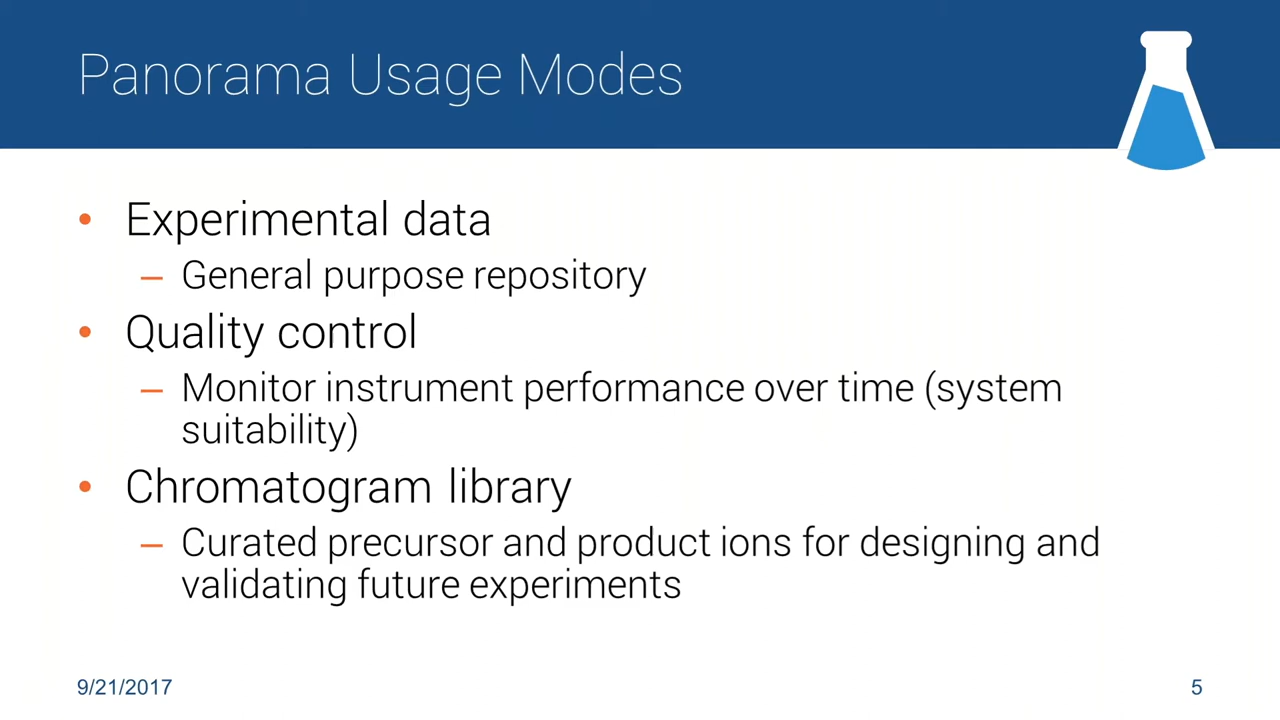 Panorama Usage Modes
• Experimental data
– General purpose repository
• Quality control
– Monitor instrument performance over time (system
suitability)
• Chromatogram library
– Curated precursor and product ions for designing and
validating future experiments
9/21/2017
5